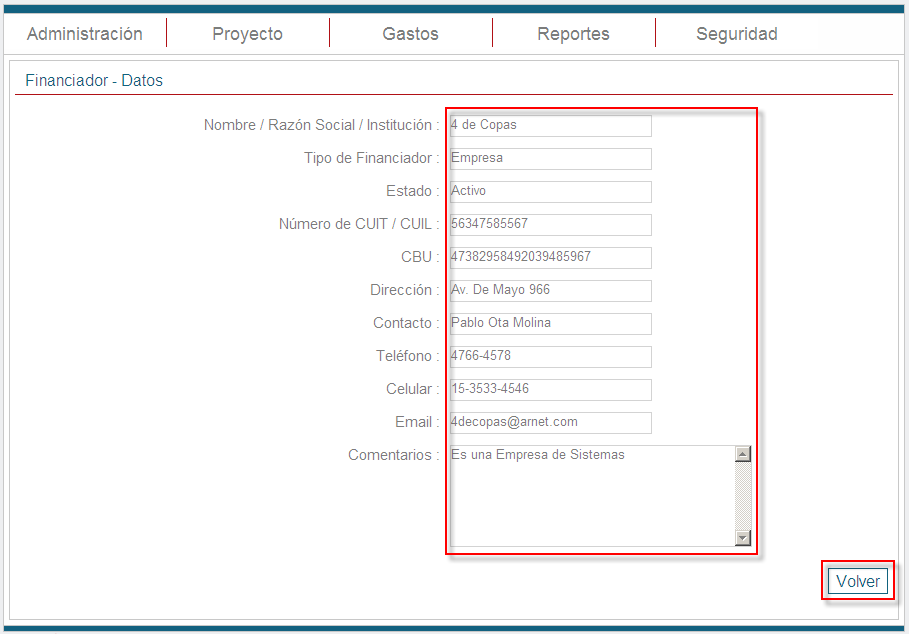 Administración Proyecto Gastos Reportes Seguridad
Financiador - Datos
Nombre / Razón Social / Institución : 4 de Copas
Tipo de Financiador : Empresa
Estado : Activo
Número de CUIT / CUIL : 56347585567
CBU : 47382958492039485967
Dirección : Av. De Mayo 966
Contacto : Pablo Ota Molina
Teléfono : 4766-4578
Celular : 15-3533-4546
Email : 4decopas@arnet.com
Comentarios : Es una Empresa de Sistemas
Volver